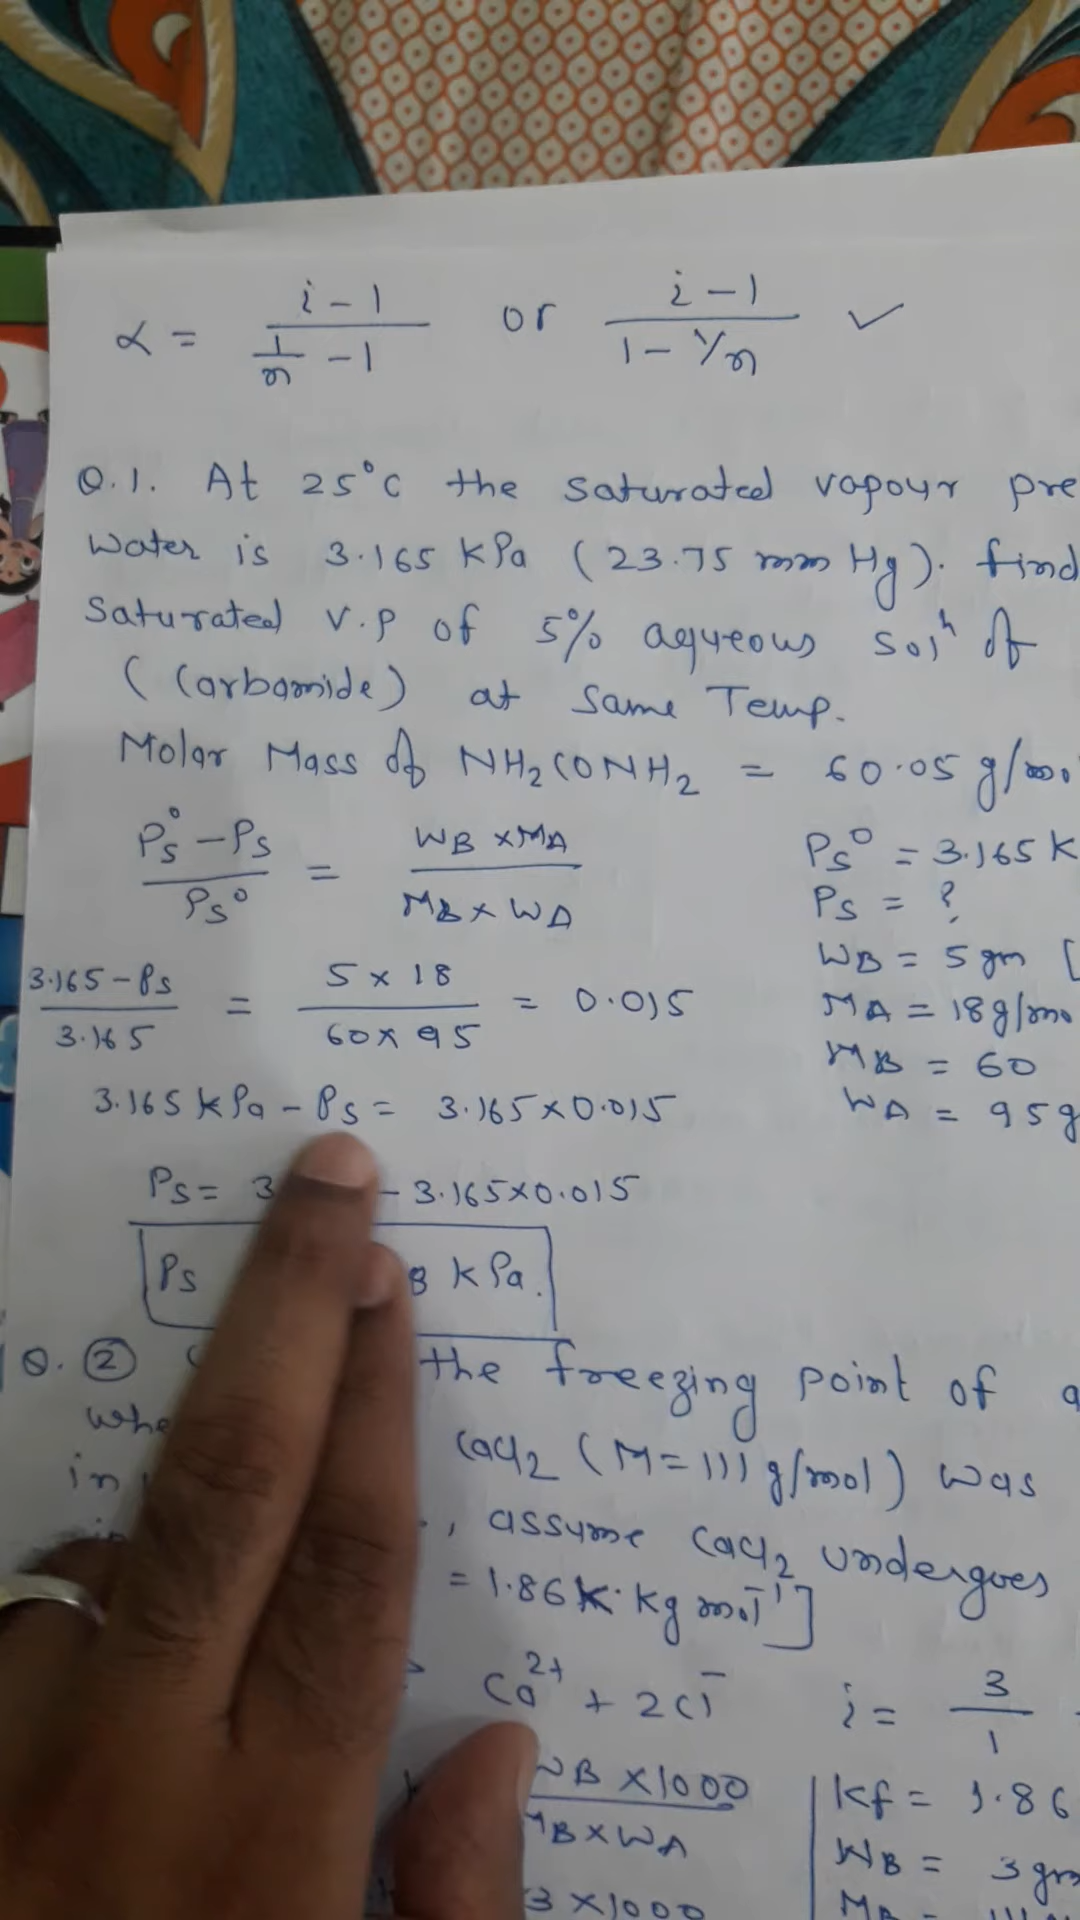 α = i - 1 / 1/n - 1 or i - 1 / 1 - 1/n ✓
Q.1. At 25°C the saturated vapour pre
Water is 3.165 kPa (23.75 mm Hg). find
Saturated V.P of 5% aqueous solⁿ of
(Carbamide) at Same Temp.
Molar Mass of NH₂CONH₂ = 60.05 g/mo
Ps° - Ps / Ps° = WB × MA / MB × WA
Ps° = 3.165 K
Ps = ?
WB = 5 gm [
MA = 18 g/mo
MB = 60
WA = 95 g
3.165 - Ps / 3.165 = 5 × 18 / 60 × 95 = 0.015
3.165 kPa - Ps = 3.165 × 0.015
Ps = 3 - 3.165 × 0.015
Ps 8 kPa.
Q. ② the freezing point of a
whe CaCl₂ (M = 111 g/mol) was
in , assume CaCl₂ undergoes
= 1.86 K·Kg mol⁻¹]
Ca²⁺ + 2Cl⁻ i = 3 / 1
WB × 1000 / MB × WA
Kf = 1.86
WB = 3 gm
3 × 1000